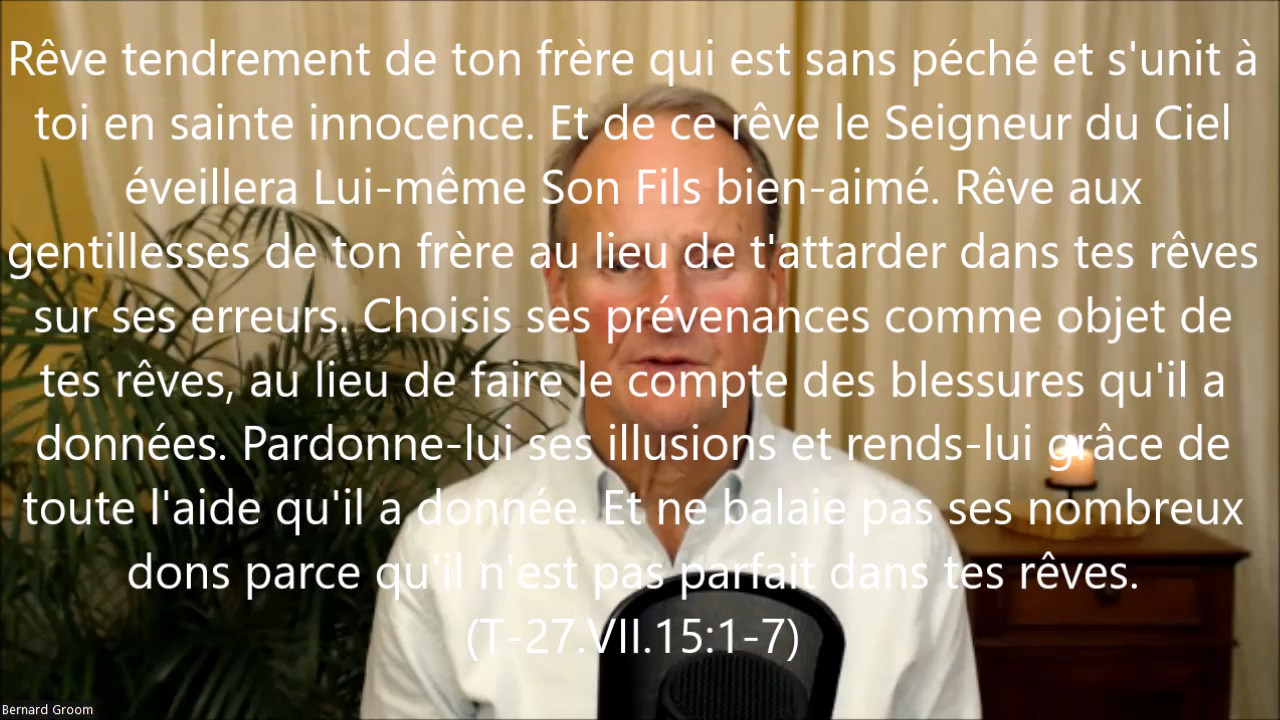 Rêve tendrement de ton frère qui est sans péché et s'unit à
toi en sainte innocence. Et de ce rêve le Seigneur du Ciel
éveillera Lui-même Son Fils bien-aimé. Rêve aux
gentillesses de ton frère au lieu de t'attarder dans tes rêves
sur ses erreurs. Choisis ses prévenances comme objet de
tes rêves, au lieu de faire le compte des blessures qu'il a
données. Pardonne-lui ses illusions et rends-lui grâce de
toute l'aide qu'il a donnée. Et ne balaie pas ses nombreux
dons parce qu'il n'est pas parfait dans tes rêves.
(T-27.VII.15:1-7)
Bernard Groom